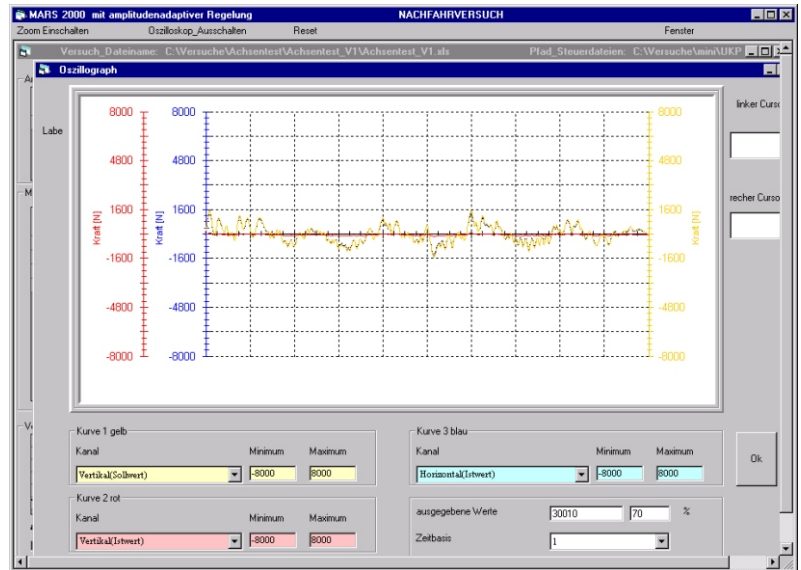 MARS 2000 mit amplitudenadaptiver Regelung NACHFAHRVERSUCH
Zoom Einschalten Oszilloskop_Ausschalten Reset Fenster
Versuch_Dateiname: C:\Versuche\Achsentest\Achsentest_V1\Achsentest_V1.xls Pfad_Steuerdateien: C:\Versuche\mini\UKP
Oszillograph
8000 8000 8000
linker Curso
Labe
4800 4800 4800
1600 1600 1600
recher Curso
Kraft [N] Kraft [N] Kraft [N]
-1600 -1600 -1600
-4800 -4800 -4800
-8000 -8000 -8000
Kurve 1 gelb
Kanal Minimum Maximum
Vertikal(Sollwert) -8000 8000
Kurve 3 blau
Kanal Minimum Maximum
Horizontal(Istwert) -8000 8000
Ok
Kurve 2 rot
Kanal Minimum Maximum
Vertikal(Istwert) -8000 8000
ausgegebene Werte 30010 70 %
Zeitbasis 1